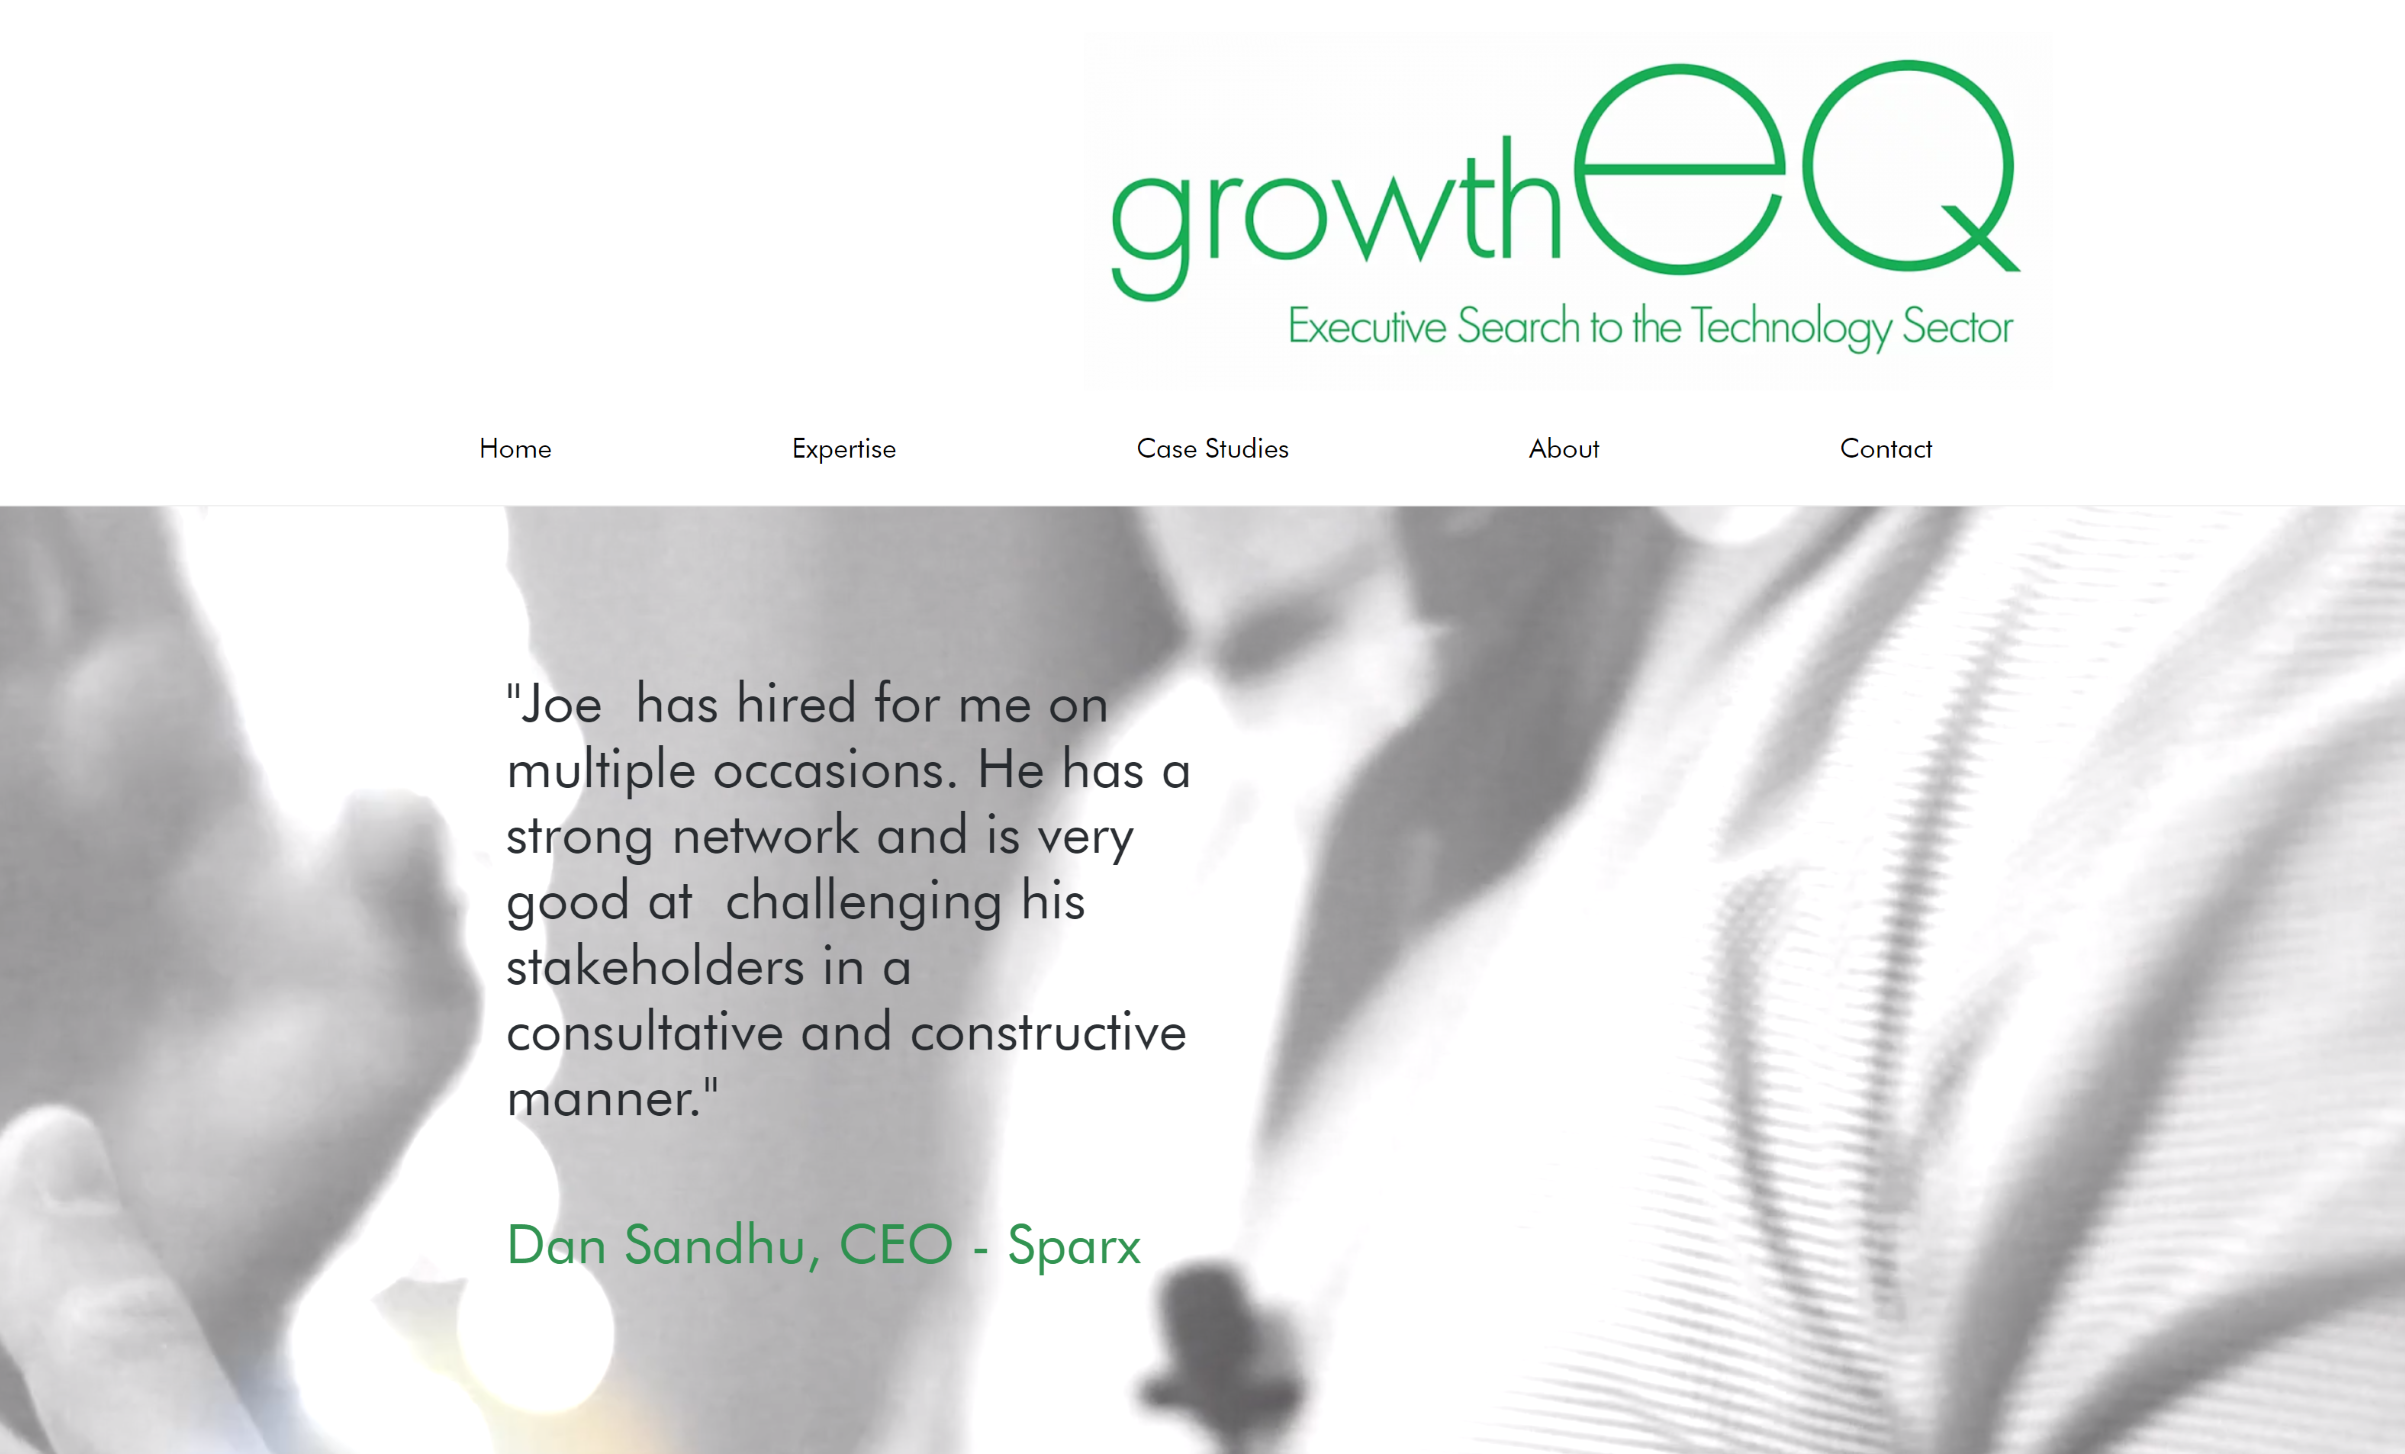 growtheQ
Executive Search to the Technology Sector
Home Expertise Case Studies About Contact
"Joe  has hired for me on
multiple occasions. He has a
strong network and is very
good at  challenging his
stakeholders in a
consultative and constructive
manner."
Dan Sandhu, CEO - Sparx